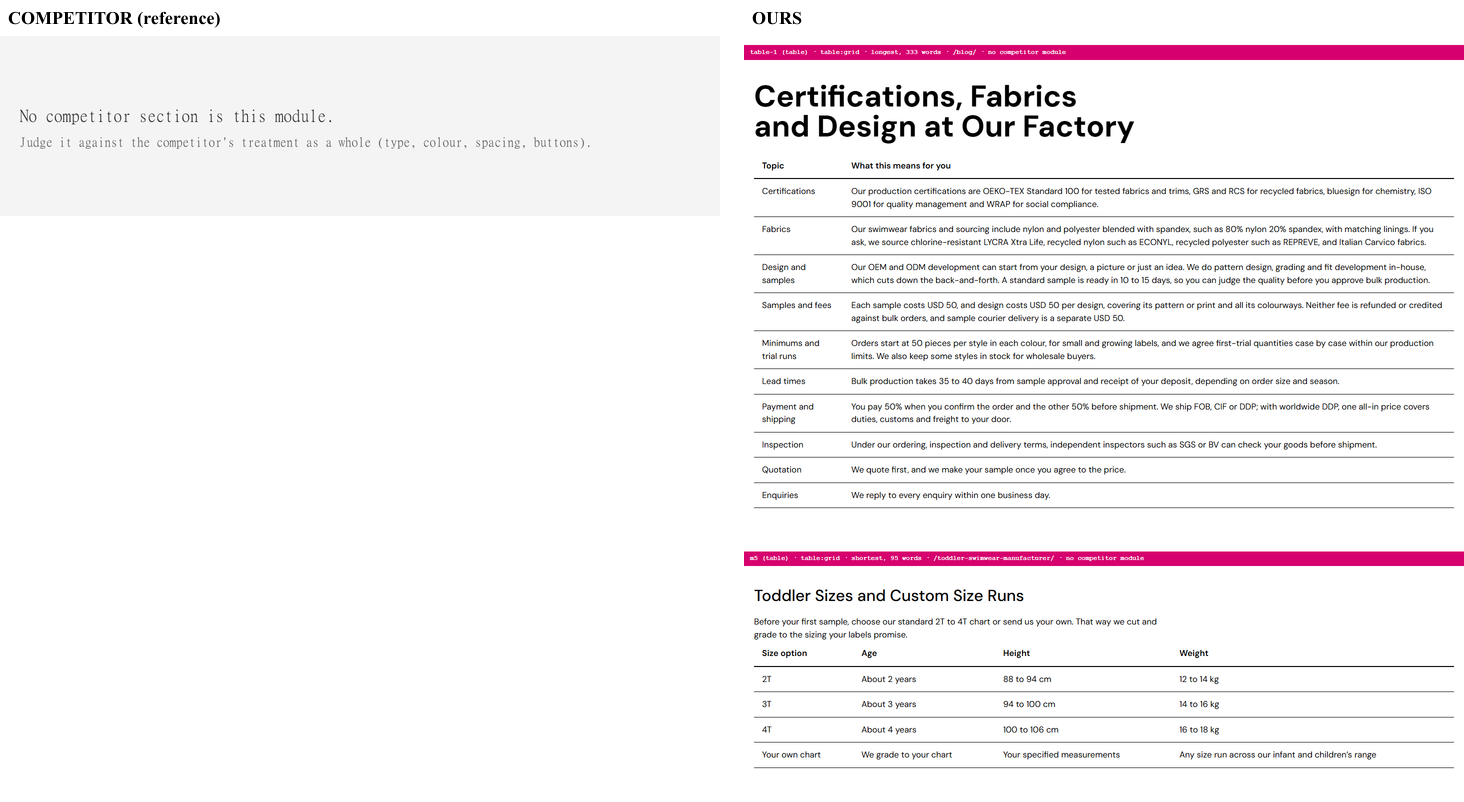 COMPETITOR (reference)
No competitor section is this module.
Judge it against the competitor's treatment as a whole (type, colour, spacing, buttons).
OURS
table-1 (table) · table:grid · longest, 333 words · /blog/ · no competitor module
Certifications, Fabrics
and Design at Our Factory
Topic What this means for you
Certifications Our production certifications are OEKO-TEX Standard 100 for tested fabrics and trims, GRS and RCS for recycled fabrics, bluesign for chemistry, ISO
9001 for quality management and WRAP for social compliance.
Fabrics Our swimwear fabrics and sourcing include nylon and polyester blended with spandex, such as 80% nylon 20% spandex, with matching linings. If you
ask, we source chlorine-resistant LYCRA Xtra Life, recycled nylon such as ECONYL, recycled polyester such as REPREVE, and Italian Carvico fabrics.
Design and Our OEM and ODM development can start from your design, a picture or just an idea. We do pattern design, grading and fit development in-house,
samples which cuts down the back-and-forth. A standard sample is ready in 10 to 15 days, so you can judge the quality before you approve bulk production.
Samples and fees Each sample costs USD 50, and design costs USD 50 per design, covering its pattern or print and all its colourways. Neither fee is refunded or credited
against bulk orders, and sample courier delivery is a separate USD 50.
Minimums and Orders start at 50 pieces per style in each colour, for small and growing labels, and we agree first-trial quantities case by case within our production
trial runs limits. We also keep some styles in stock for wholesale buyers.
Lead times Bulk production takes 35 to 40 days from sample approval and receipt of your deposit, depending on order size and season.
Payment and You pay 50% when you confirm the order and the other 50% before shipment. We ship FOB, CIF or DDP; with worldwide DDP, one all-in price covers
shipping duties, customs and freight to your door.
Inspection Under our ordering, inspection and delivery terms, independent inspectors such as SGS or BV can check your goods before shipment.
Quotation We quote first, and we make your sample once you agree to the price.
Enquiries We reply to every enquiry within one business day.
m5 (table) · table:grid · shortest, 95 words · /toddler-swimwear-manufacturer/ · no competitor module
Toddler Sizes and Custom Size Runs
Before your first sample, choose our standard 2T to 4T chart or send us your own. That way we cut and
grade to the sizing your labels promise.
Size option Age Height Weight
2T About 2 years 88 to 94 cm 12 to 14 kg
3T About 3 years 94 to 100 cm 14 to 16 kg
4T About 4 years 100 to 106 cm 16 to 18 kg
Your own chart We grade to your chart Your specified measurements Any size run across our infant and children's range